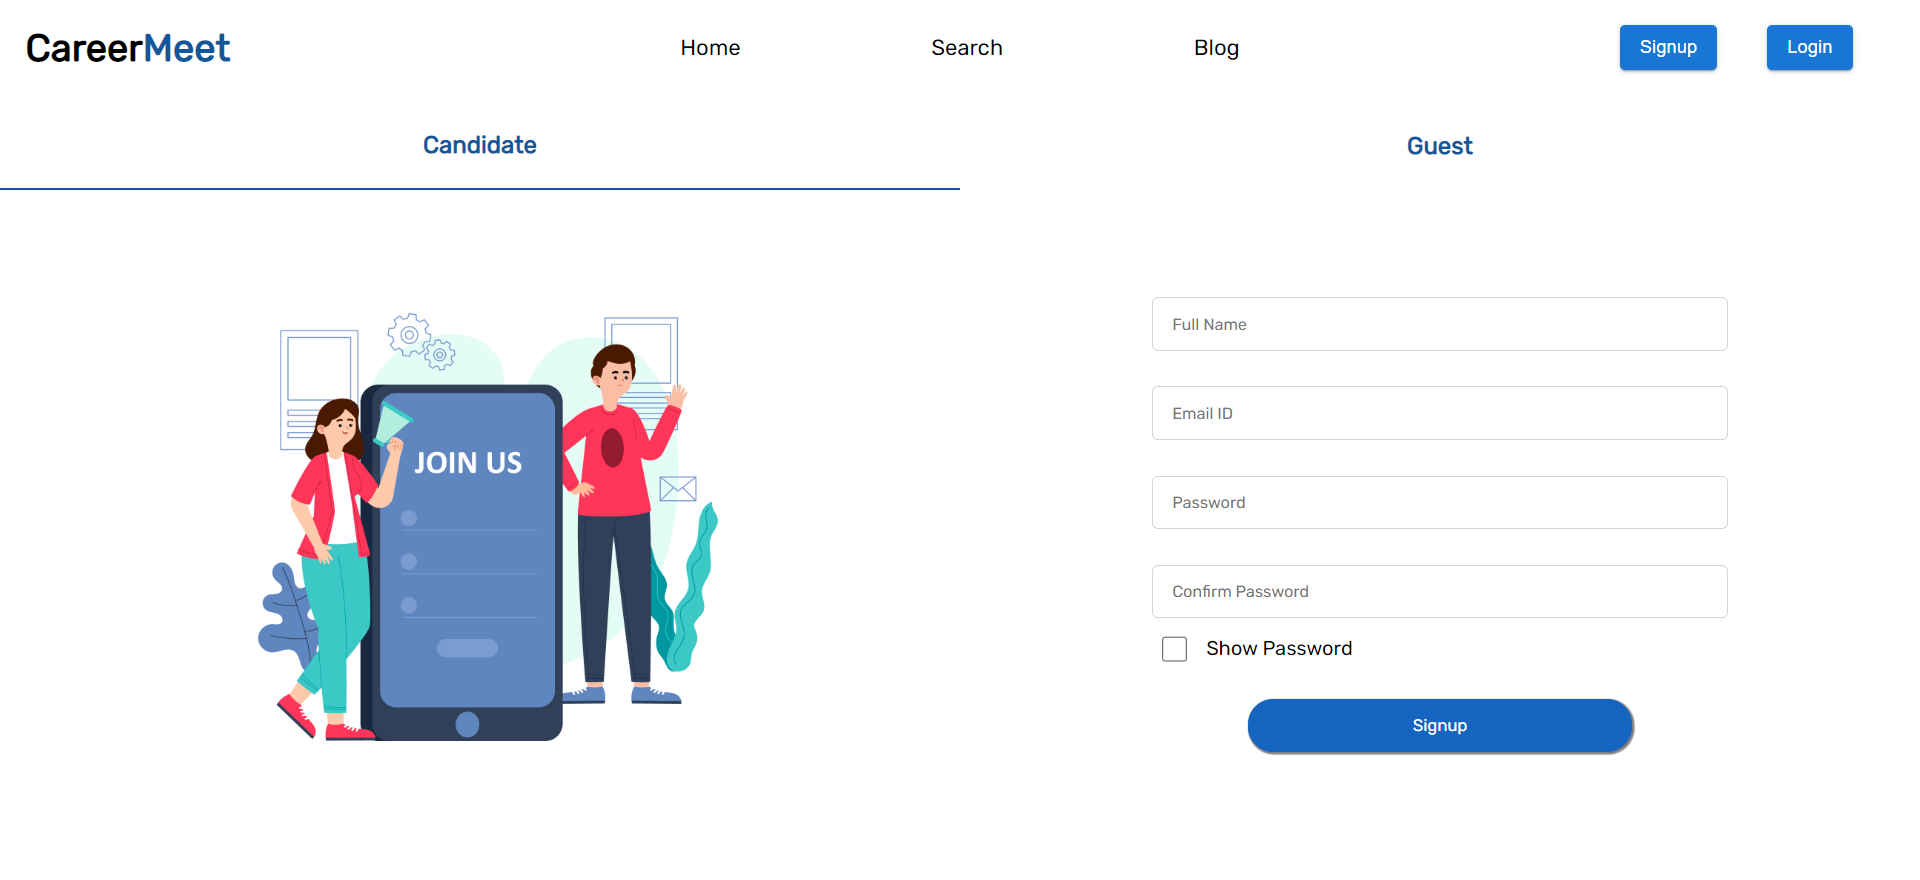 CareerMeet
Home
Search
Blog
Signup
Login
Candidate
Guest
JOIN US
Full Name
Email ID
Password
Confirm Password
Show Password
Signup